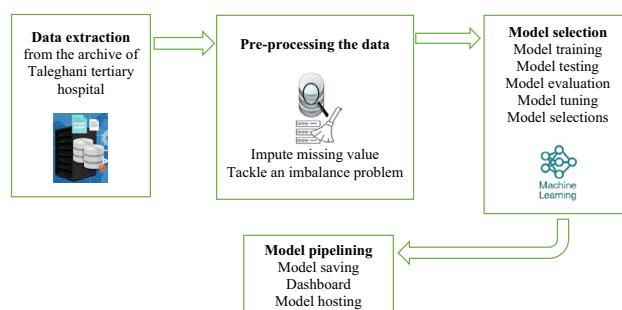 Data extraction
from the archive of
Taleghani tertiary
hospital
Pre-processing the data
Impute missing value
Tackle an imbalance problem
Model selection
Model training
Model testing
Model evaluation
Model tuning
Model selections
Machine
Learning
Model pipelining
Model saving
Dashboard
Model hosting